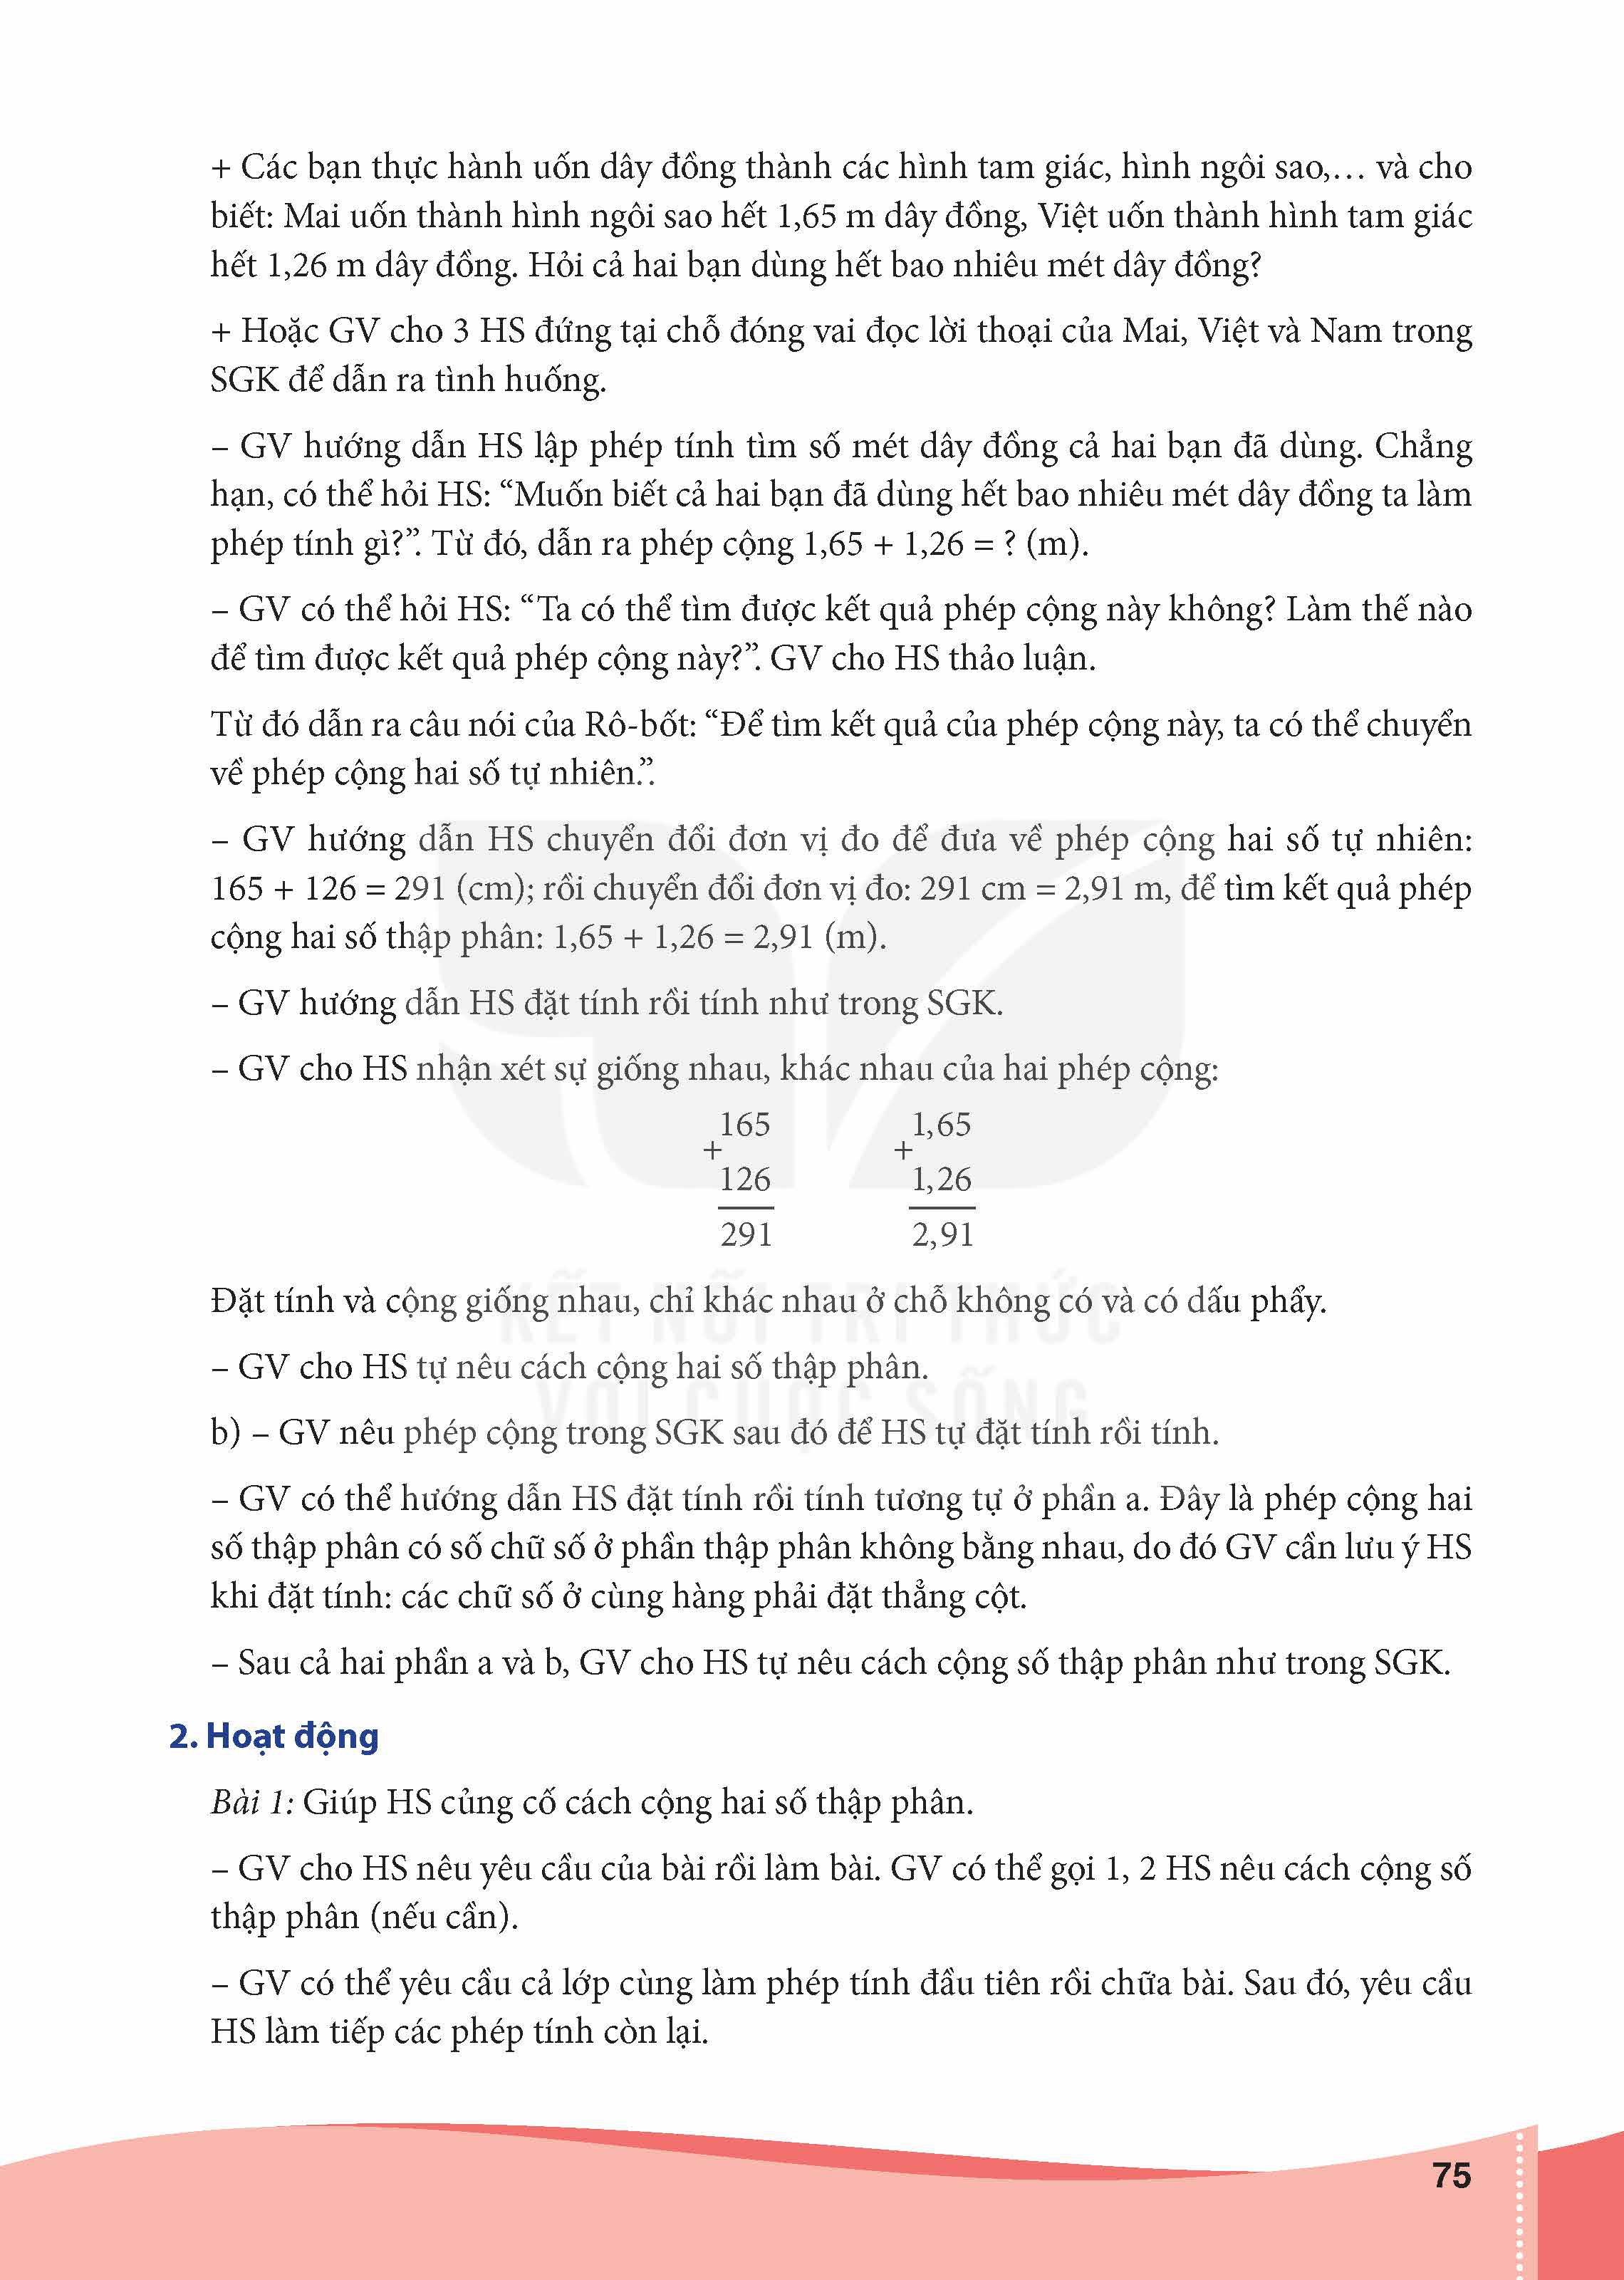 + Các bạn thực hành uốn dây đồng thành các hình tam giác, hình ngôi sao,… và cho
biết: Mai uốn thành hình ngôi sao hết 1,65 m dây đồng, Việt uốn thành hình tam giác
hết 1,26 m dây đồng. Hỏi cả hai bạn dùng hết bao nhiêu mét dây đồng?
+ Hoặc GV cho 3 HS đứng tại chỗ đóng vai đọc lời thoại của Mai, Việt và Nam trong
SGK để dẫn ra tình huống.
– GV hướng dẫn HS lập phép tính tìm số mét dây đồng cả hai bạn đã dùng. Chẳng
hạn, có thể hỏi HS: “Muốn biết cả hai bạn đã dùng hết bao nhiêu mét dây đồng ta làm
phép tính gì?”. Từ đó, dẫn ra phép cộng 1,65 + 1,26 = ? (m).
– GV có thể hỏi HS: “Ta có thể tìm được kết quả phép cộng này không? Làm thế nào
để tìm được kết quả phép cộng này?”. GV cho HS thảo luận.
Từ đó dẫn ra câu nói của Rô-bốt: “Để tìm kết quả của phép cộng này, ta có thể chuyển
về phép cộng hai số tự nhiên.”.
– GV hướng dẫn HS chuyển đổi đơn vị đo để đưa về phép cộng hai số tự nhiên:
165 + 126 = 291 (cm); rồi chuyển đổi đơn vị đo: 291 cm = 2,91 m, để tìm kết quả phép
cộng hai số thập phân: 1,65 + 1,26 = 2,91 (m).
– GV hướng dẫn HS đặt tính rồi tính như trong SGK.
– GV cho HS nhận xét sự giống nhau, khác nhau của hai phép cộng:
165 1,65
+ +
126 1,26
291 2,91
Đặt tính và cộng giống nhau, chỉ khác nhau ở chỗ không có và có dấu phẩy.
KẾT NỐI TRI THỨC
– GV cho HS tự nêu cách cộng hai số thập phân.
VỚI CUỘC SỐNG
b) – GV nêu phép cộng trong SGK sau đó để HS tự đặt tính rồi tính.
– GV có thể hướng dẫn HS đặt tính rồi tính tương tự ở phần a. Đây là phép cộng hai
số thập phân có số chữ số ở phần thập phân không bằng nhau, do đó GV cần lưu ý HS
khi đặt tính: các chữ số ở cùng hàng phải đặt thẳng cột.
– Sau cả hai phần a và b, GV cho HS tự nêu cách cộng số thập phân như trong SGK.
2. Hoạt động
Bài 1: Giúp HS củng cố cách cộng hai số thập phân.
– GV cho HS nêu yêu cầu của bài rồi làm bài. GV có thể gọi 1, 2 HS nêu cách cộng số
thập phân (nếu cần).
– GV có thể yêu cầu cả lớp cùng làm phép tính đầu tiên rồi chữa bài. Sau đó, yêu cầu
HS làm tiếp các phép tính còn lại.
75